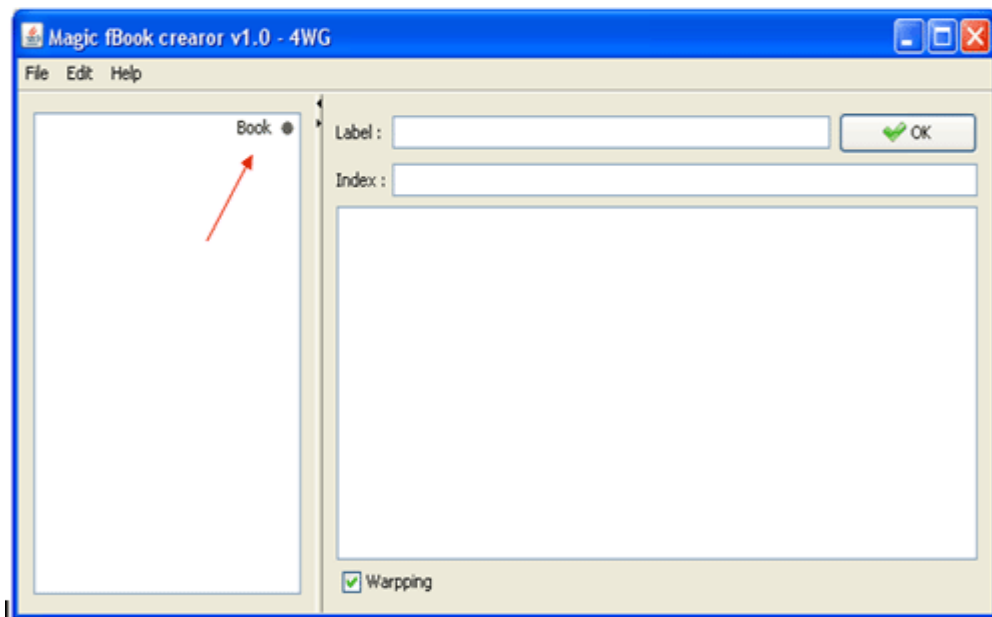 Magic fBook crearor v1.0 - 4WG
File Edit Help
Book
Label :
OK
Index :
Warpping